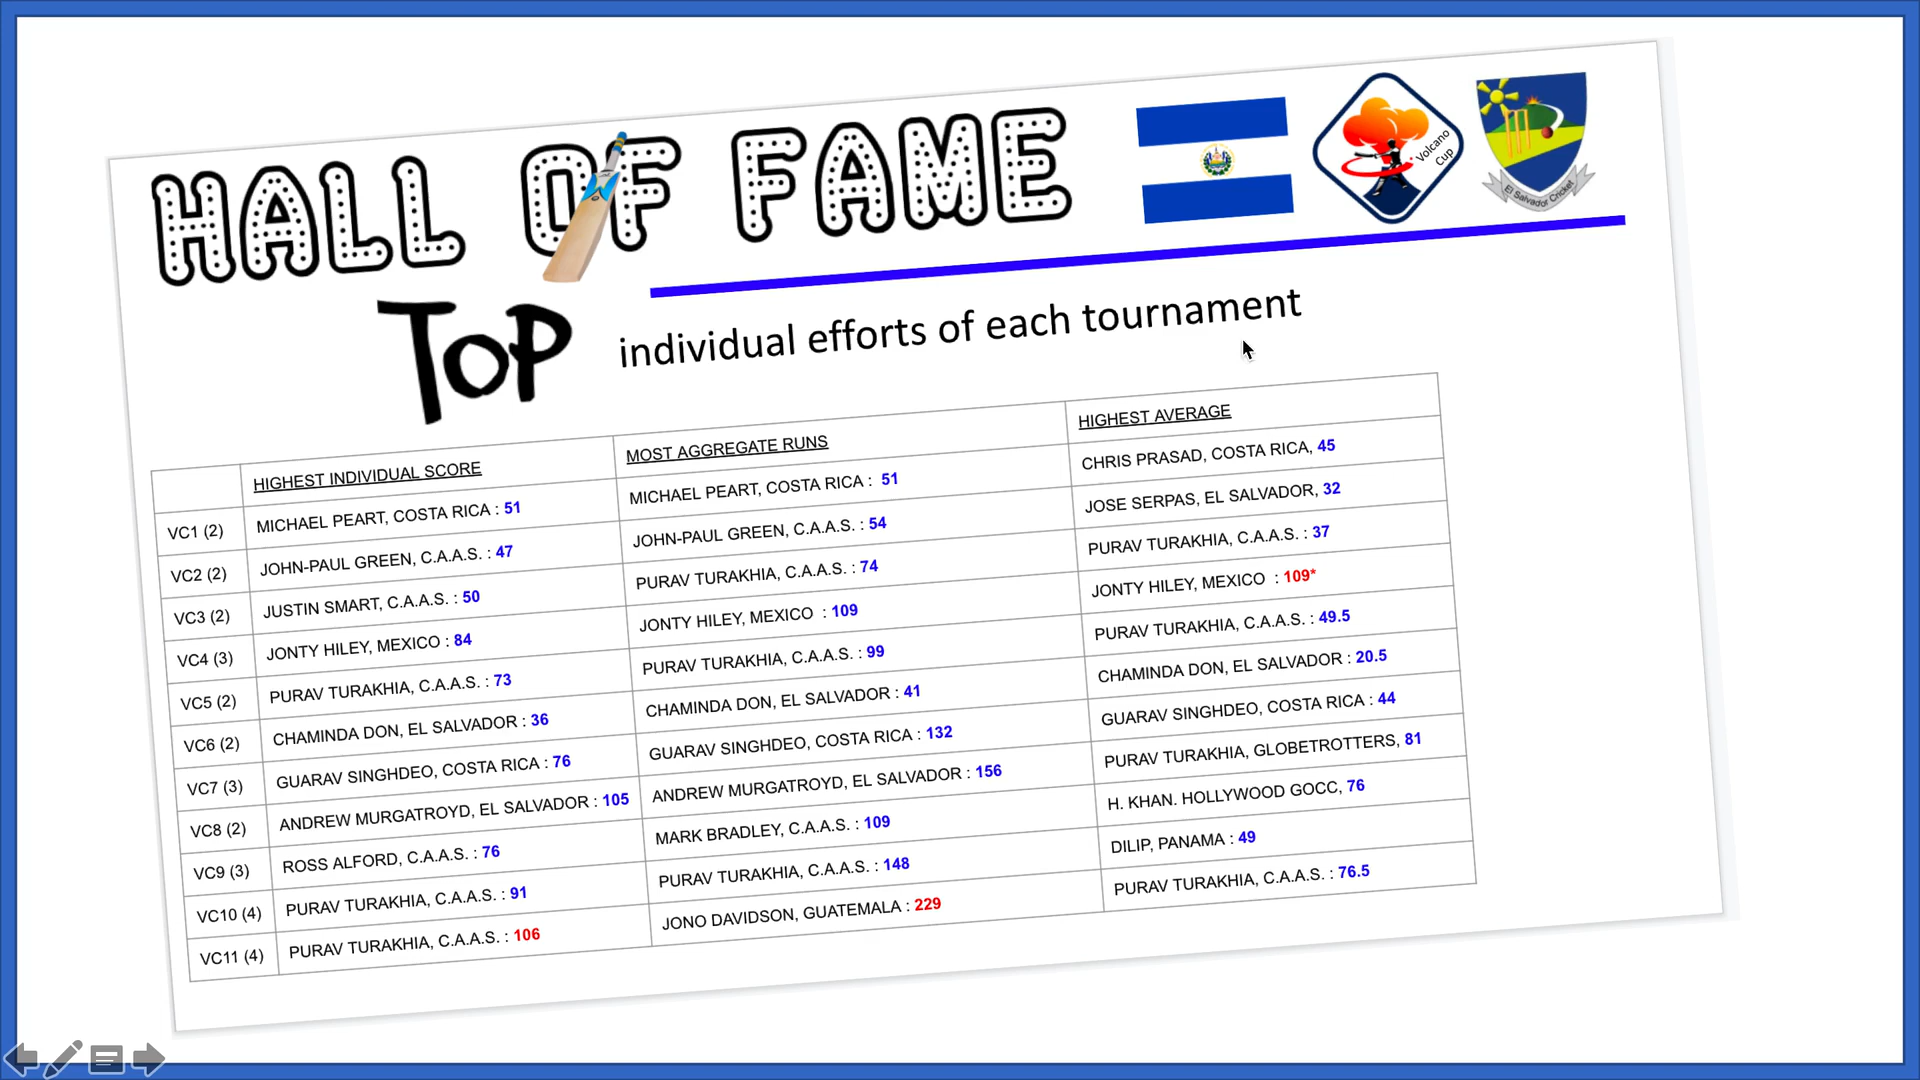 HALL OF FAME
Volcano
Cup
El Salvador Cricket
TOP individual efforts of each tournament
HIGHEST INDIVIDUAL SCORE MOST AGGREGATE RUNS HIGHEST AVERAGE
VC1 (2) MICHAEL PEART, COSTA RICA : 51 MICHAEL PEART, COSTA RICA : 51 CHRIS PRASAD, COSTA RICA, 45
VC2 (2) JOHN-PAUL GREEN, C.A.A.S. : 47 JOHN-PAUL GREEN, C.A.A.S. : 54 JOSE SERPAS, EL SALVADOR, 32
VC3 (2) JUSTIN SMART, C.A.A.S. : 50 PURAV TURAKHIA, C.A.A.S. : 74 PURAV TURAKHIA, C.A.A.S. : 37
VC4 (3) JONTY HILEY, MEXICO : 84 JONTY HILEY, MEXICO : 109 JONTY HILEY, MEXICO : 109*
VC5 (2) PURAV TURAKHIA, C.A.A.S. : 73 PURAV TURAKHIA, C.A.A.S. : 99 PURAV TURAKHIA, C.A.A.S. : 49.5
VC6 (2) CHAMINDA DON, EL SALVADOR : 36 CHAMINDA DON, EL SALVADOR : 41 CHAMINDA DON, EL SALVADOR : 20.5
VC7 (3) GUARAV SINGHDEO, COSTA RICA : 76 GUARAV SINGHDEO, COSTA RICA : 132 GUARAV SINGHDEO, COSTA RICA : 44
VC8 (2) ANDREW MURGATROYD, EL SALVADOR : 105 ANDREW MURGATROYD, EL SALVADOR : 156 PURAV TURAKHIA, GLOBETROTTERS, 81
VC9 (3) ROSS ALFORD, C.A.A.S. : 76 MARK BRADLEY, C.A.A.S. : 109 H. KHAN. HOLLYWOOD GOCC, 76
VC10 (4) PURAV TURAKHIA, C.A.A.S. : 91 PURAV TURAKHIA, C.A.A.S. : 148 DILIP, PANAMA : 49
VC11 (4) PURAV TURAKHIA, C.A.A.S. : 106 JONO DAVIDSON, GUATEMALA : 229 PURAV TURAKHIA, C.A.A.S. : 76.5